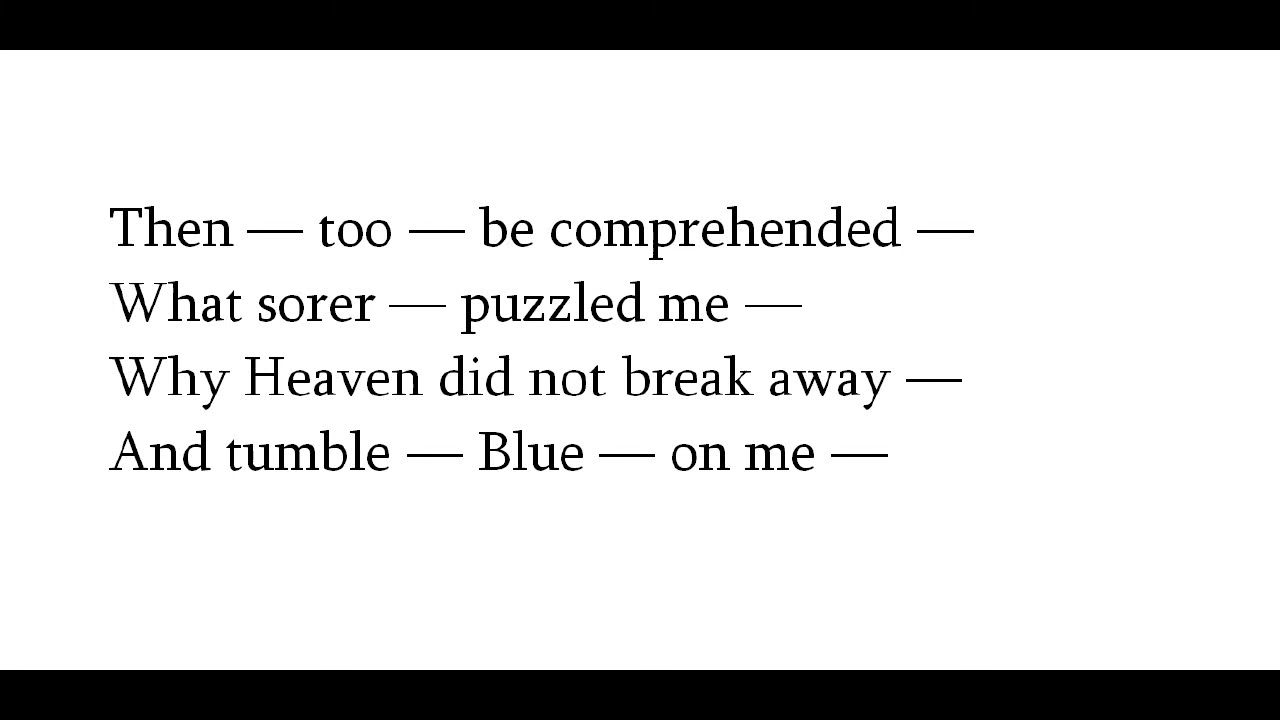 Then — too — be comprehended —
What sorer — puzzled me —
Why Heaven did not break away —
And tumble — Blue — on me —